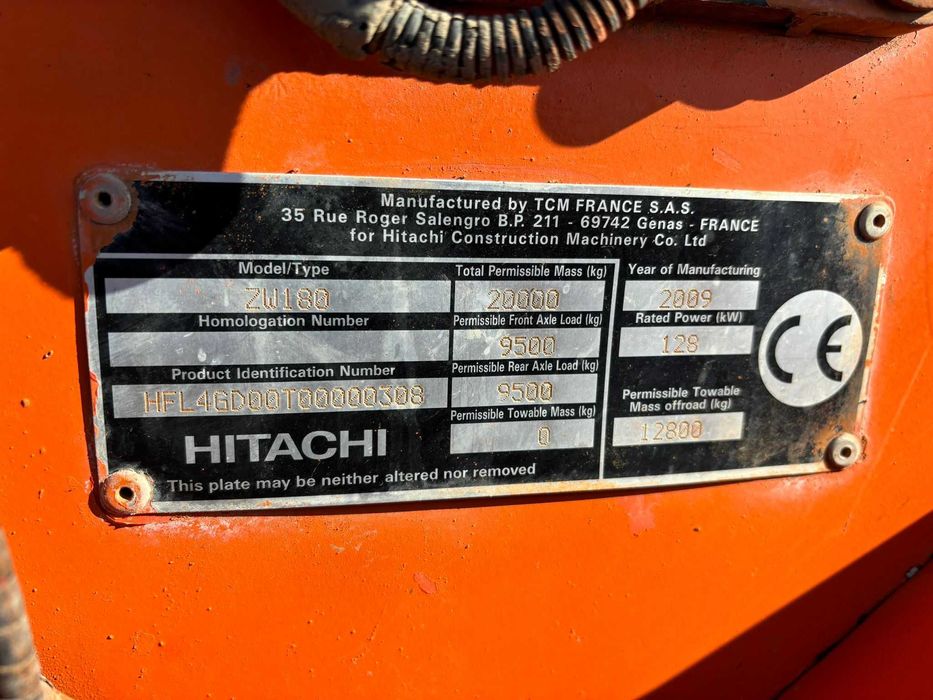 Manufactured by TCM FRANCE S.A.S.
35 Rue Roger Salengro B.P. 211 - 69742 Genas - FRANCE
for Hitachi Construction Machinery Co. Ltd
Model/Type
ZW180
Homologation Number
Product Identification Number
HFL4GD00T00000308
HITACHI
This plate may be neither altered nor removed
Total Permissible Mass (kg)
20000
Permissible Front Axle Load (kg)
9500
Permissible Rear Axle Load (kg)
9500
Permissible Towable Mass (kg)
0
Year of Manufacturing
2009
Rated Power (kW)
128
Permissible Towable
Mass offroad (kg)
12800
CE